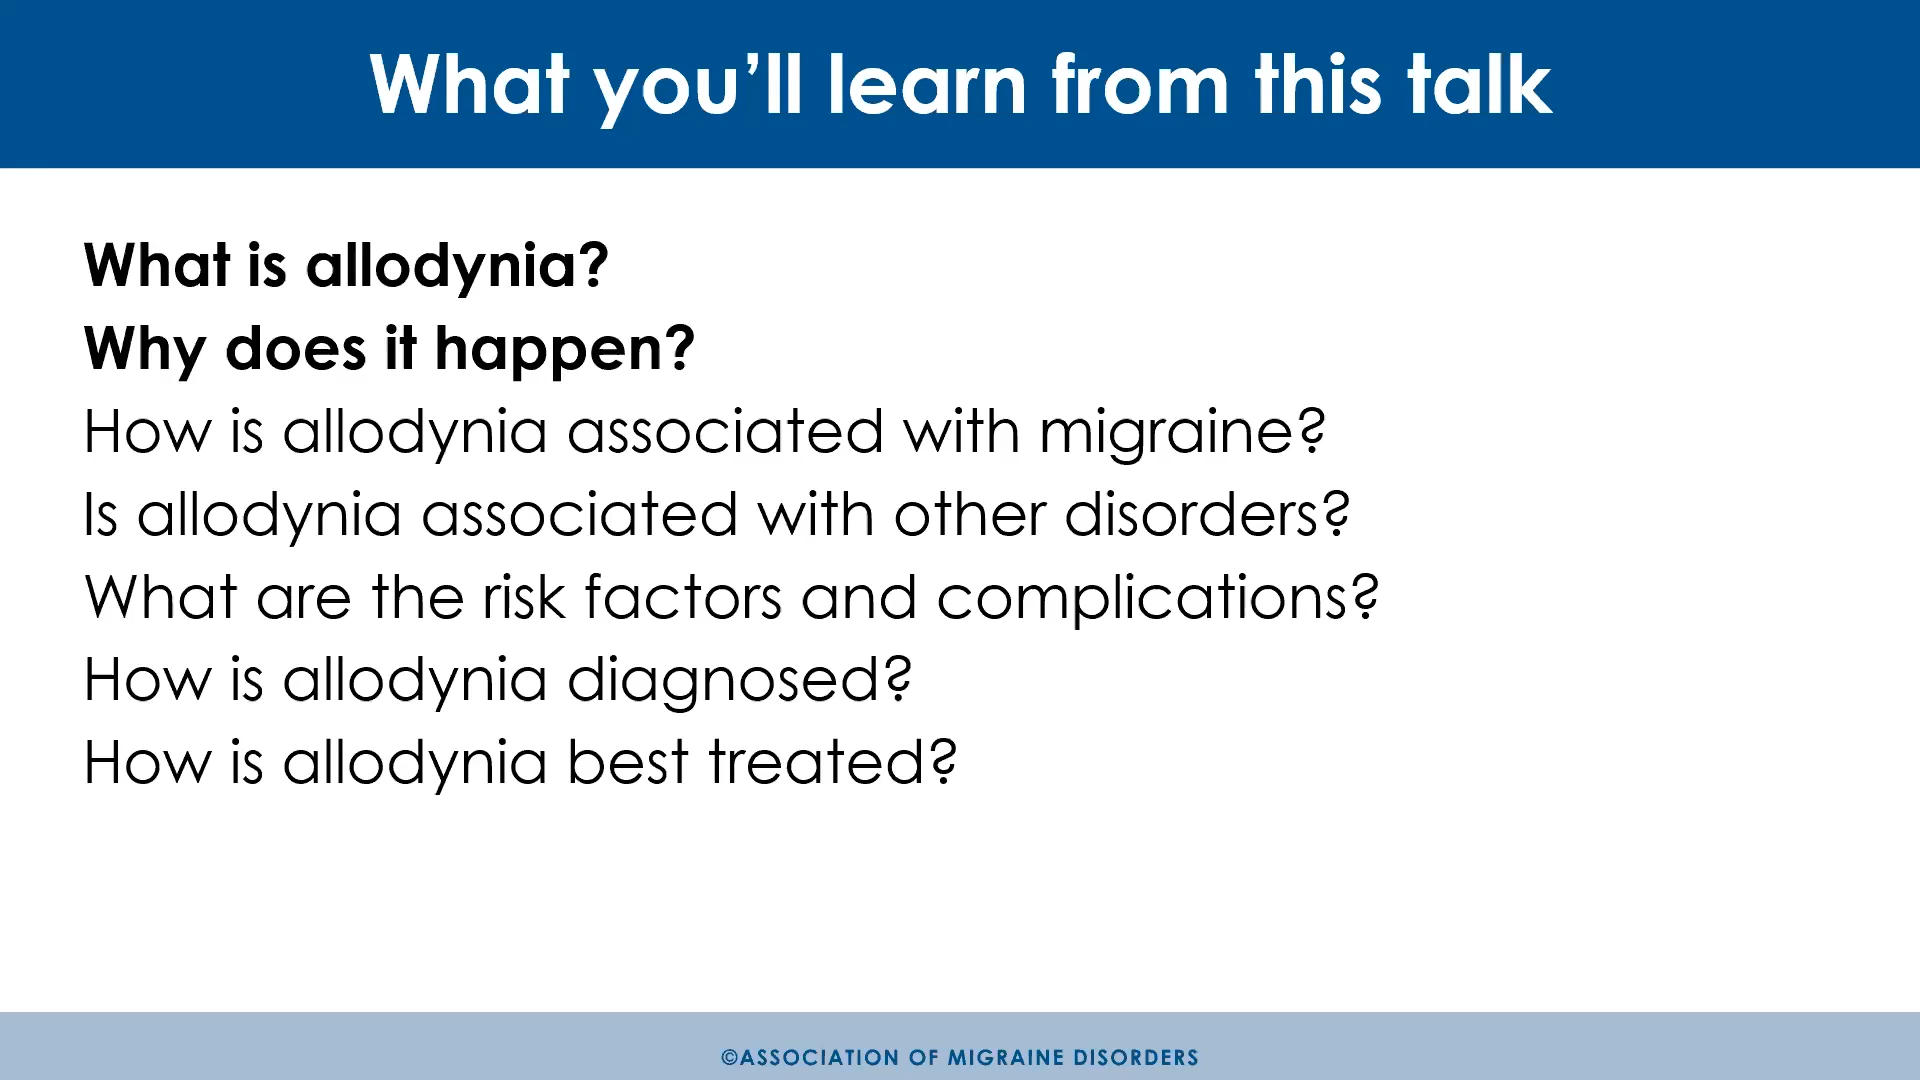 What you’ll learn from this talk
What is allodynia?
Why does it happen?
How is allodynia associated with migraine?
Is allodynia associated with other disorders?
What are the risk factors and complications?
How is allodynia diagnosed?
How is allodynia best treated?
©ASSOCIATION OF MIGRAINE DISORDERS